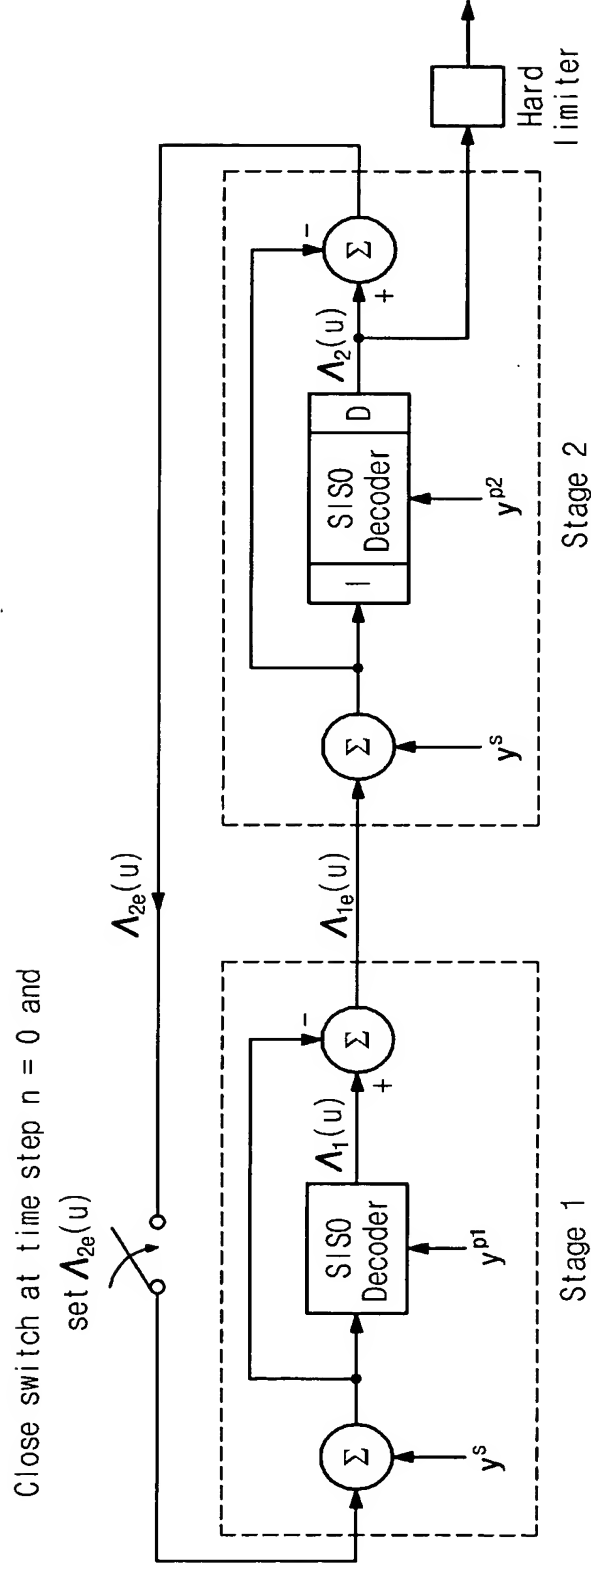 Close switch at time step n = 0 and
set Λ2e(u)
Λ2e(u)
Σ
yˢ
SISO
Decoder
yᵖ¹
Λ1(u)
+
-
Σ
Λ1e(u)
Stage 1
Σ
yˢ
I
SISO
Decoder
D
yᵖ²
Λ2(u)
+
-
Σ
Stage 2
Hard
limiter